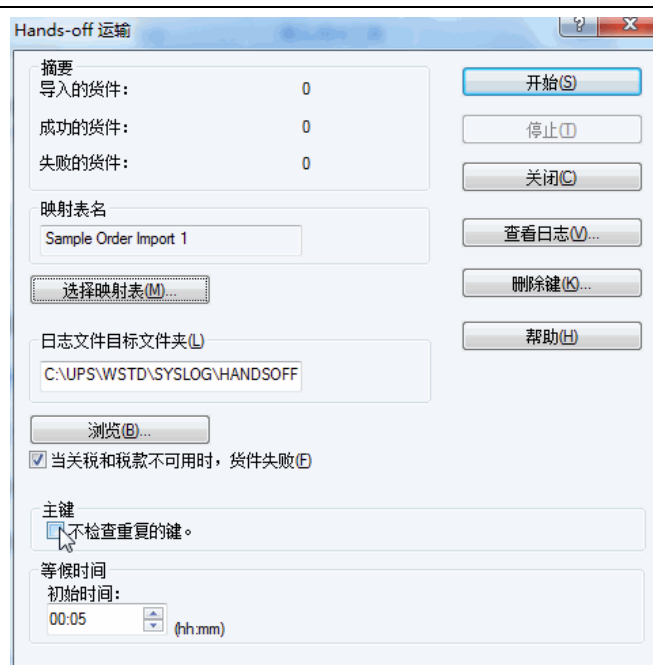 Hands-off 运输
摘要
导入的货件： 0
成功的货件： 0
失败的货件： 0
映射表名
Sample Order Import 1
选择映射表(M)...
日志文件目标文件夹(L)
C:\UPS\WSTD\SYSLOG\HANDSOFF
浏览(B)...
当关税和税款不可用时，货件失败(F)
主键
不检查重复的键。
等候时间
初始时间：
00:05 (hh:mm)
开始(S)
停止(T)
关闭(C)
查看日志(V)...
删除键(K)...
帮助(H)